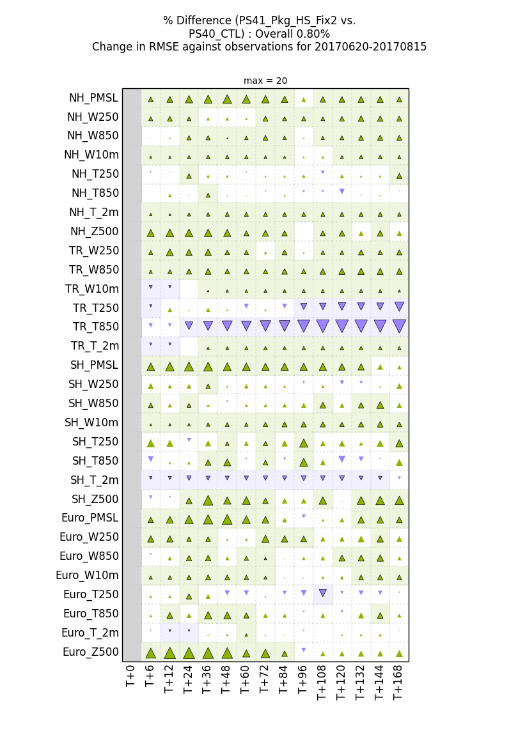 % Difference (PS41_Pkg_HS_Fix2 vs.
PS40_CTL) : Overall 0.80%
Change in RMSE against observations for 20170620-20170815
max = 20
NH_PMSL
NH_W250
NH_W850
NH_W10m
NH_T250
NH_T850
NH_T_2m
NH_Z500
TR_W250
TR_W850
TR_W10m
TR_T250
TR_T850
TR_T_2m
SH_PMSL
SH_W250
SH_W850
SH_W10m
SH_T250
SH_T850
SH_T_2m
SH_Z500
Euro_PMSL
Euro_W250
Euro_W850
Euro_W10m
Euro_T250
Euro_T850
Euro_T_2m
Euro_Z500
T+0
T+6
T+12
T+24
T+36
T+48
T+60
T+72
T+84
T+96
T+108
T+120
T+132
T+144
T+168